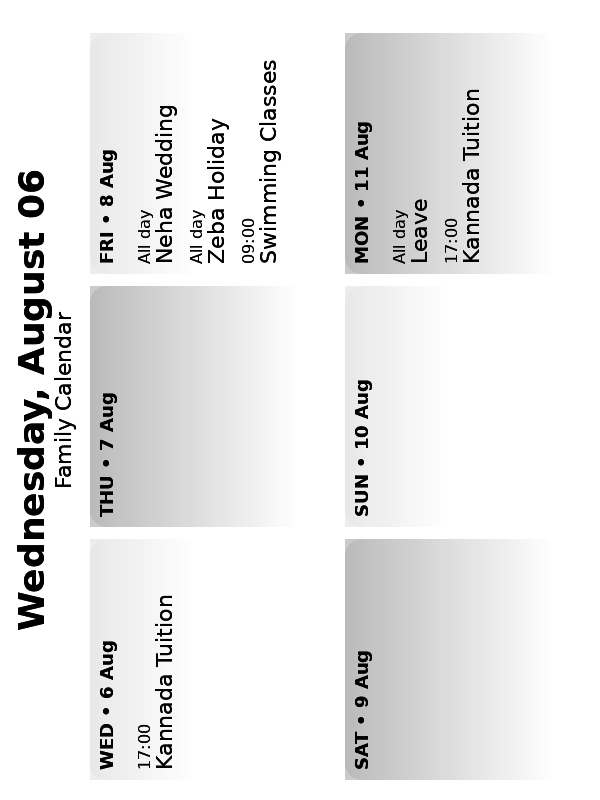 Wednesday, August 06
Family Calendar
WED • 6 Aug
17:00
Kannada Tuition
THU • 7 Aug
FRI • 8 Aug
All day
Neha Wedding
All day
Zeba Holiday
09:00
Swimming Classes
SAT • 9 Aug
SUN • 10 Aug
MON • 11 Aug
All day
Leave
17:00
Kannada Tuition